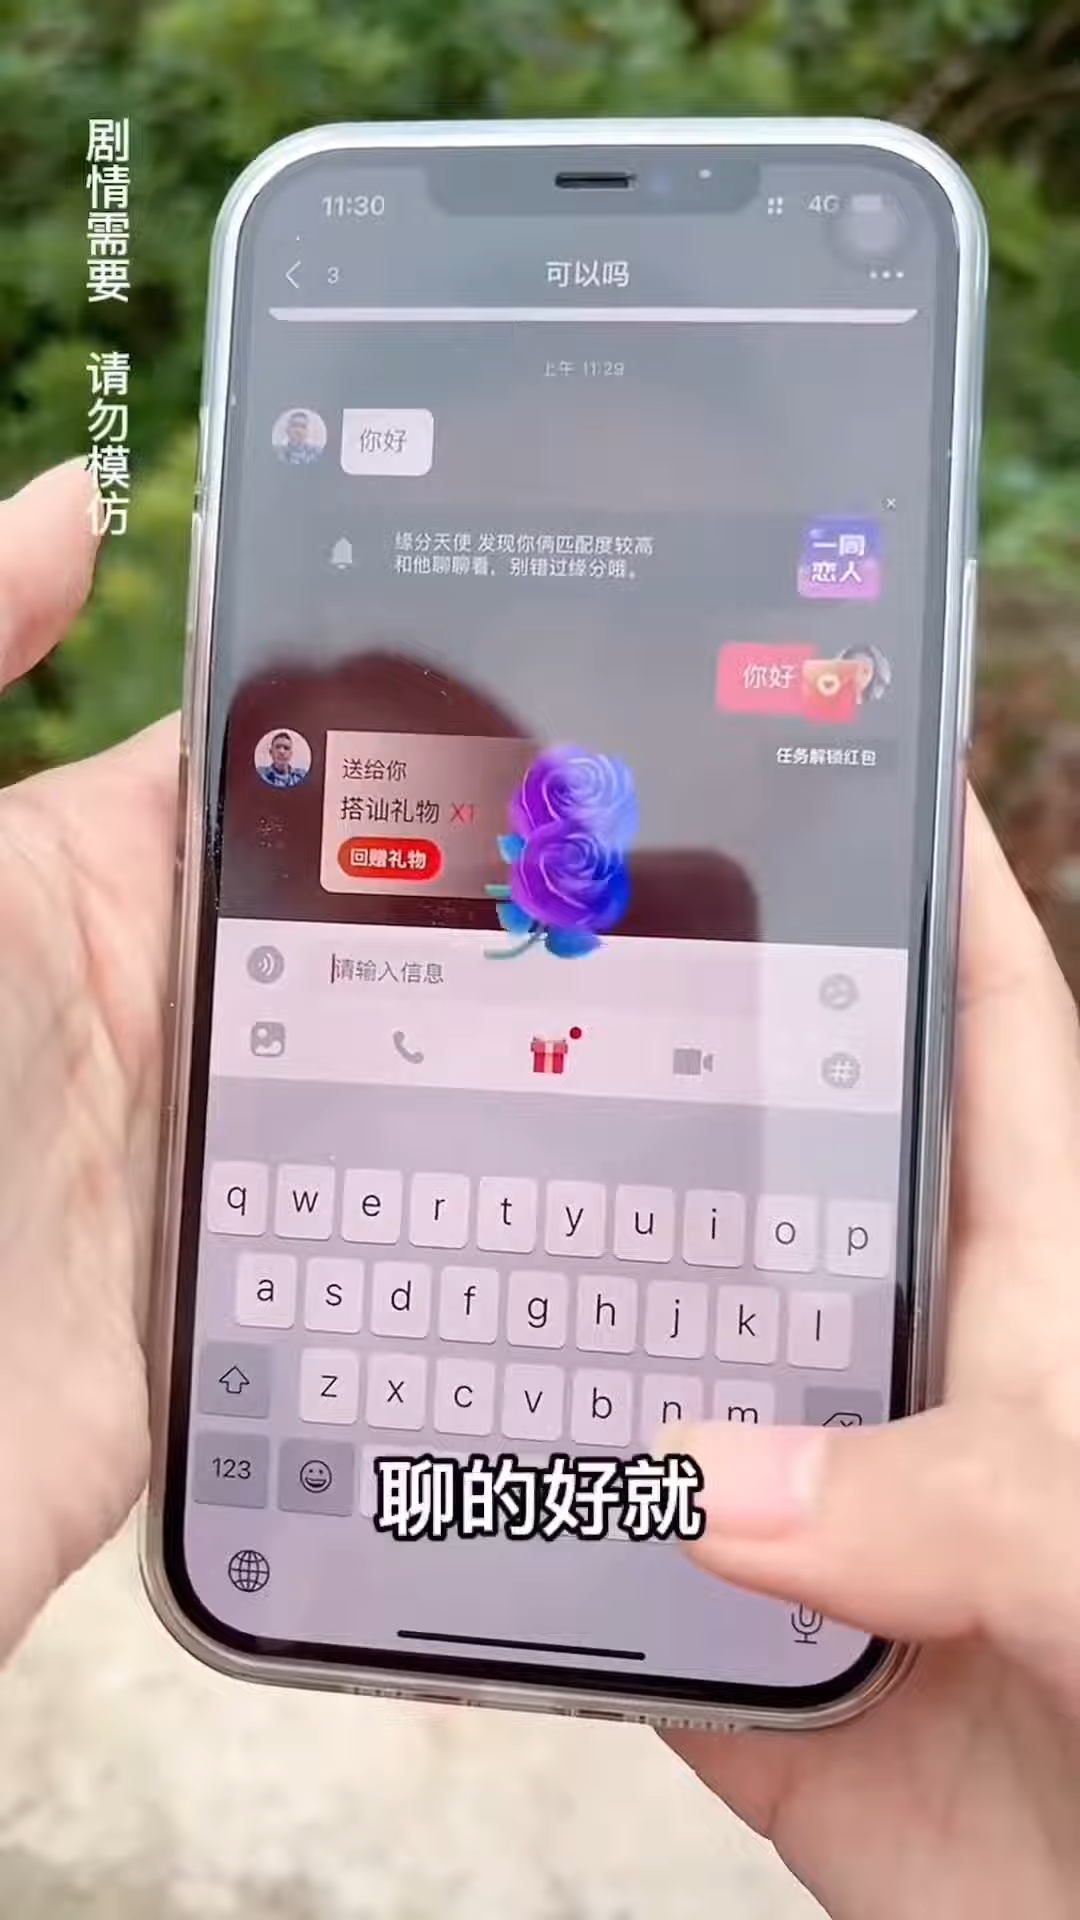 剧情需要 请勿模仿
11:30
4G
3
可以吗
上午 11:29
你好
缘分天使 发现你俩匹配度较高
和他聊聊看，别错过缘分哦。
一同
恋人
你好
任务解锁红包
送给你
搭讪礼物 X1
回赠礼物
请输入信息
q w e r t y u i o p
a s d f g h j k l
z x c v b n m
123
聊的好就